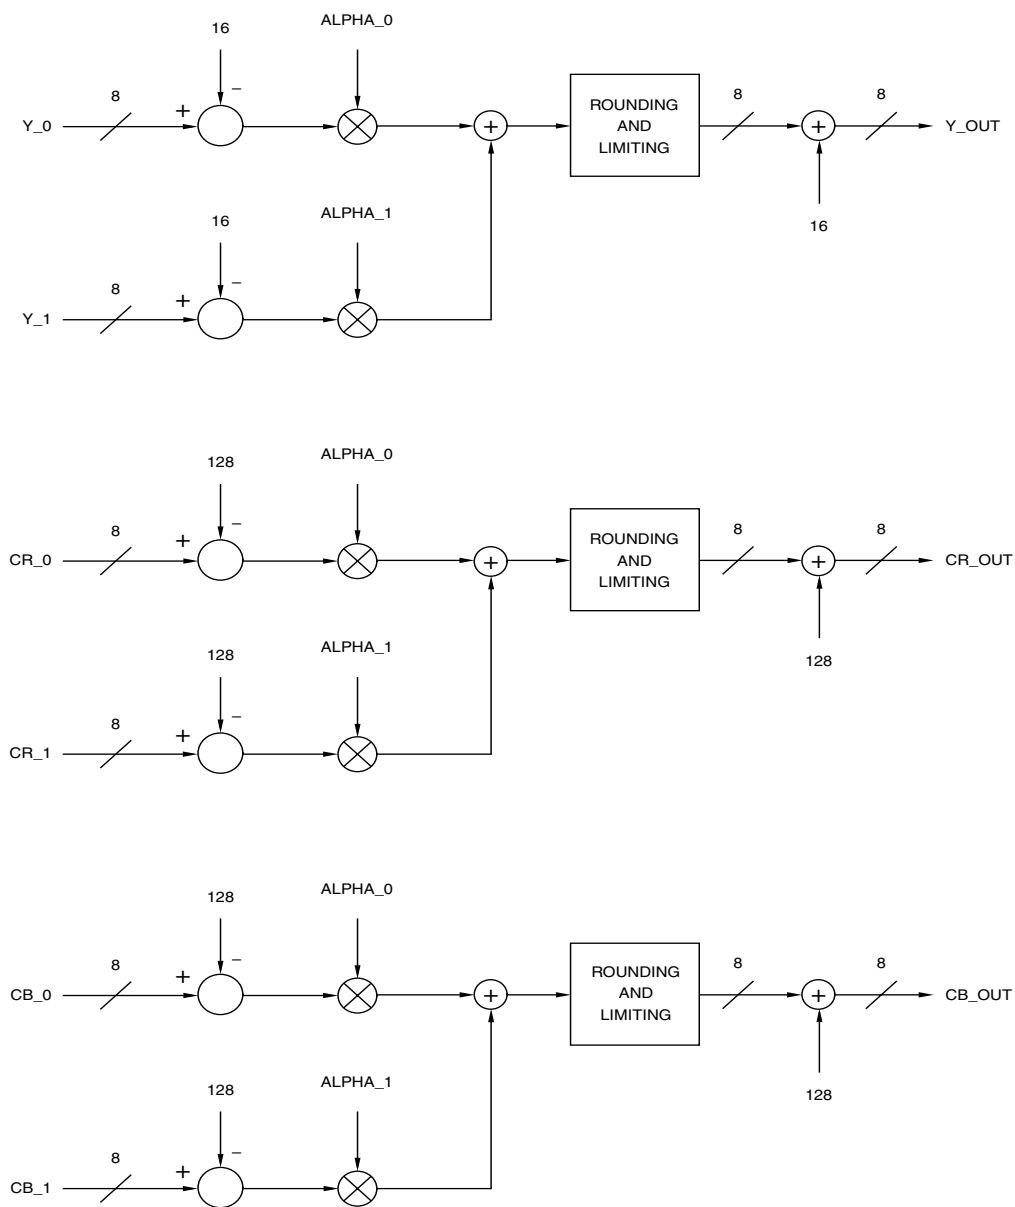 16
ALPHA_0
8
+
–
Y_0
+
ROUNDING
AND
LIMITING
8
+
8
Y_OUT
16
16
ALPHA_1
8
+
–
Y_1
128
ALPHA_0
8
+
–
CR_0
+
ROUNDING
AND
LIMITING
8
+
8
CR_OUT
128
128
ALPHA_1
8
+
–
CR_1
128
ALPHA_0
8
+
–
CB_0
+
ROUNDING
AND
LIMITING
8
+
8
CB_OUT
128
128
ALPHA_1
8
+
–
CB_1